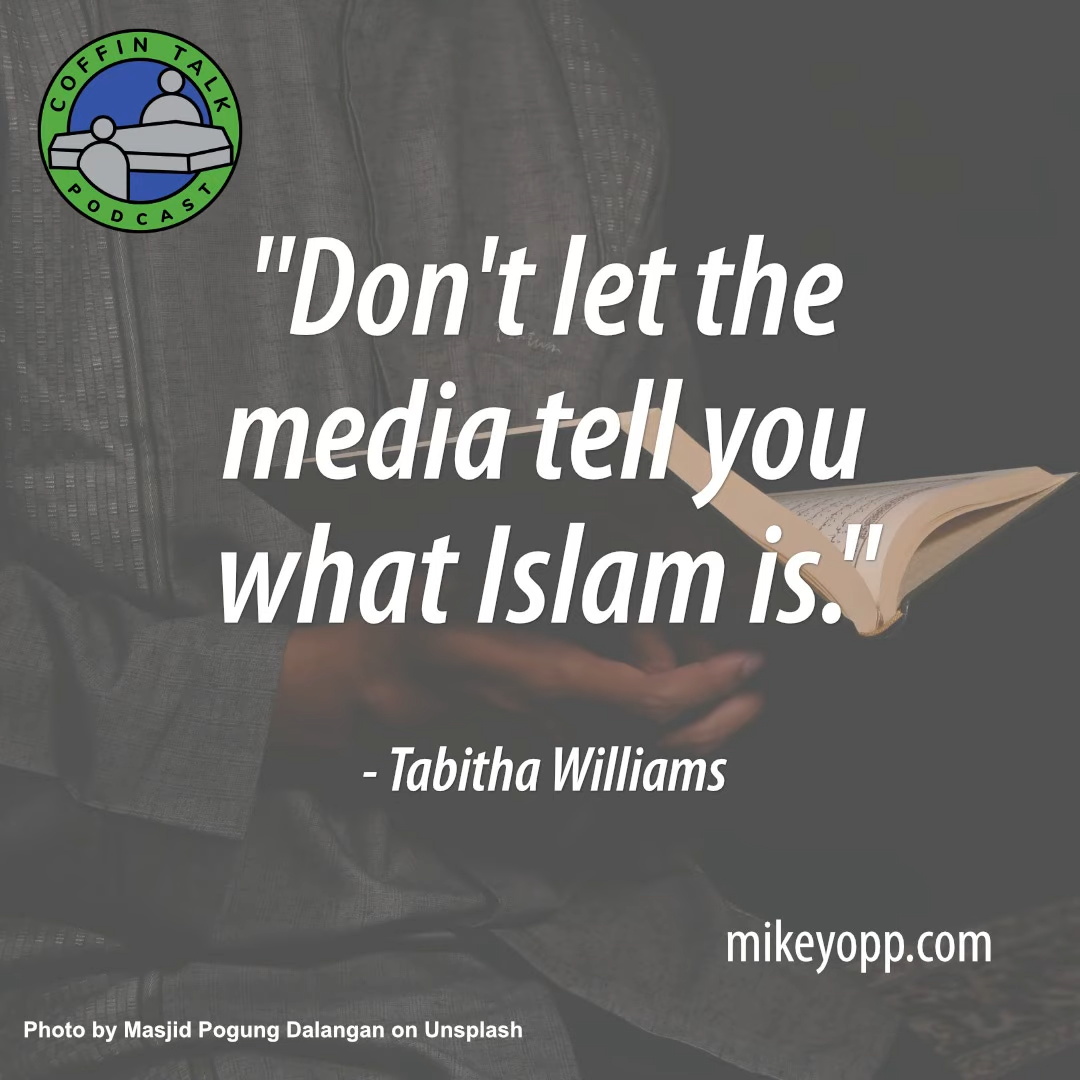 COFFIN TALK
PODCAST
"Don't let the
media tell you
what Islam is."
- Tabitha Williams
mikeyopp.com
Photo by Masjid Pogung Dalangan on Unsplash